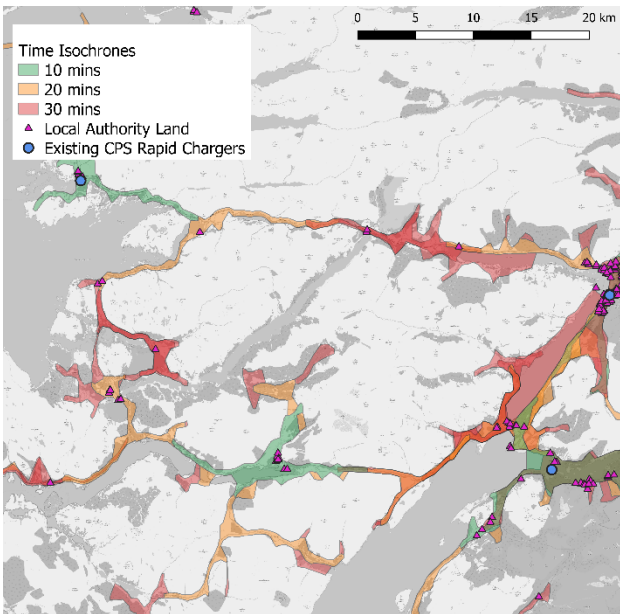 0
5
10
15
20 km
Time Isochrones
10 mins
20 mins
30 mins
Local Authority Land
Existing CPS Rapid Chargers